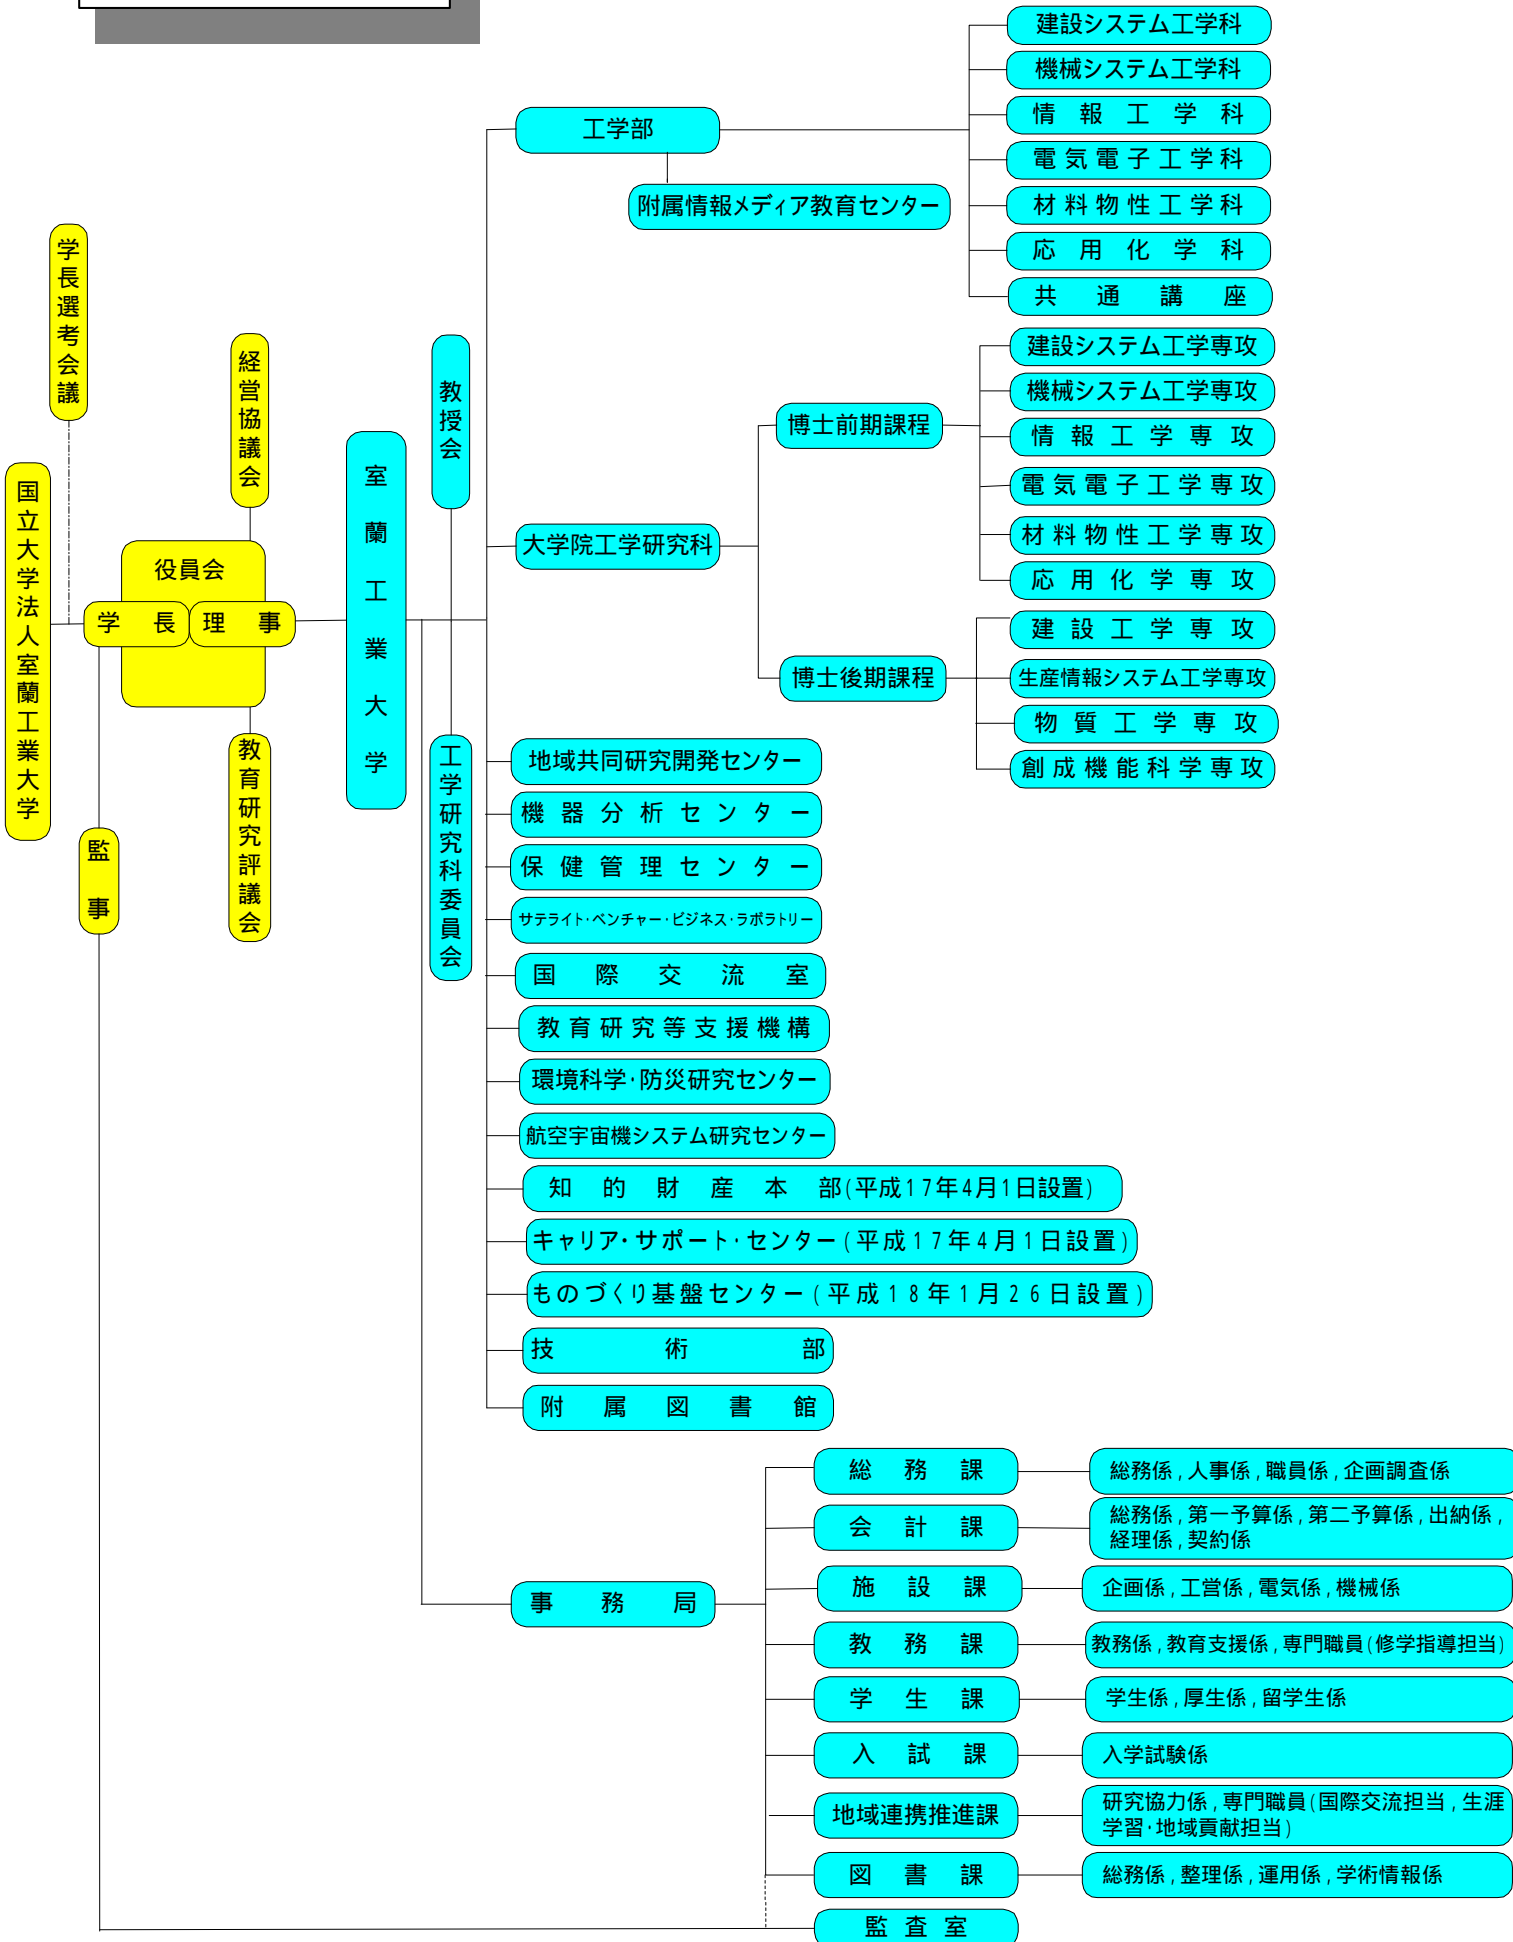 国立大学法人室蘭工業大学
学長選考会議
役員会
学長
理事
経営協議会
教育研究評議会
監事
室蘭工業大学
教授会
工学研究科委員会
工学部
附属情報メディア教育センター
建設システム工学科
機械システム工学科
情報工学科
電気電子工学科
材料物性工学科
応用化学科
共通講座
大学院工学研究科
博士前期課程
建設システム工学専攻
機械システム工学専攻
情報工学専攻
電気電子工学専攻
材料物性工学専攻
応用化学専攻
博士後期課程
建設工学専攻
生産情報システム工学専攻
物質工学専攻
創成機能科学専攻
地域共同研究開発センター
機器分析センター
保健管理センター
サテライト・ベンチャー・ビジネス・ラボラトリー
国際交流室
教育研究等支援機構
環境科学・防災研究センター
航空宇宙機システム研究センター
知的財産本部(平成17年4月1日設置)
キャリア・サポート・センター(平成17年4月1日設置)
ものづくり基盤センター(平成18年1月26日設置)
技術部
附属図書館
事務局
総務課
総務係,人事係,職員係,企画調査係
会計課
総務係,第一予算係,第二予算係,出納係,
経理係,契約係
施設課
企画係,工営係,電気係,機械係
教務課
教務係,教育支援係,専門職員(修学指導担当)
学生課
学生係,厚生係,留学生係
入試課
入学試験係
地域連携推進課
研究協力係,専門職員(国際交流担当,生涯
学習・地域貢献担当)
図書課
総務係,整理係,運用係,学術情報係
監査室